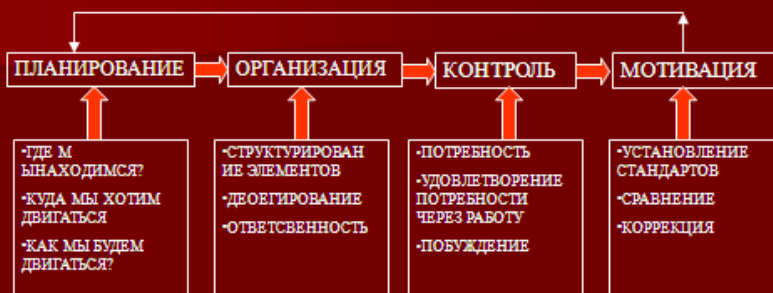 ПЛАНИРОВАНИЕ
ОРГАНИЗАЦИЯ
КОНТРОЛЬ
МОТИВАЦИЯ
•ГДЕ М
ЫНАХОДИМСЯ?
•КУДА МЫ ХОТИМ
ДВИГАТЬСЯ
•КАК МЫ БУДЕМ
ДВИГАТЬСЯ?
•СТРУКТУРИРОВАН
ИЕ ЭЛЕМЕНТОВ
•ДЕОЕГИРОВАНИЕ
•ОТВЕТСВЕННОСТЬ
•ПОТРЕБНОСТЬ
•УДОВЛЕТВОРЕНИЕ
ПОТРЕБНОСТИ
ЧЕРЕЗ РАБОТУ
•ПОБУЖДЕНИЕ
•УСТАНОВЛЕНИЕ
СТАНДАРТОВ
•СРАВНЕНИЕ
•КОРРЕКЦИЯ